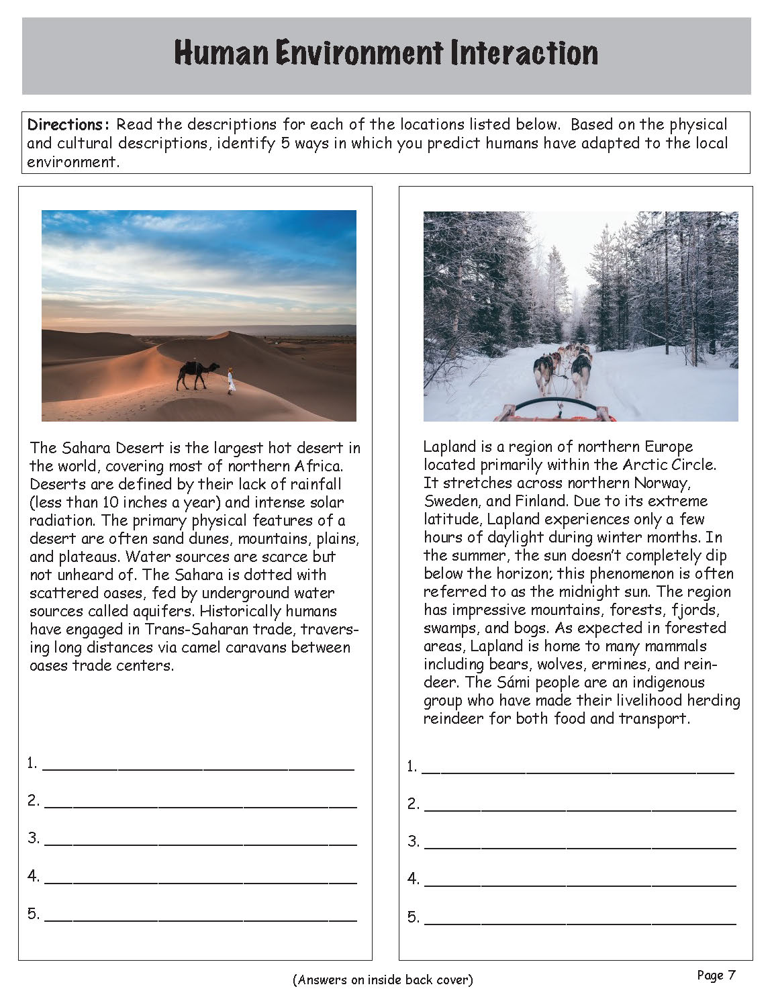 Human Environment Interaction
Directions: Read the descriptions for each of the locations listed below. Based on the physical
and cultural descriptions, identify 5 ways in which you predict humans have adapted to the local
environment.
The Sahara Desert is the largest hot desert in
the world, covering most of northern Africa.
Deserts are defined by their lack of rainfall
(less than 10 inches a year) and intense solar
radiation. The primary physical features of a
desert are often sand dunes, mountains, plains,
and plateaus. Water sources are scarce but
not unheard of. The Sahara is dotted with
scattered oases, fed by underground water
sources called aquifers. Historically humans
have engaged in Trans-Saharan trade, travers-
ing long distances via camel caravans between
oases trade centers.
1. ___
2. ___
3. ___
4. ___
5. ___
Lapland is a region of northern Europe
located primarily within the Arctic Circle.
It stretches across northern Norway,
Sweden, and Finland. Due to its extreme
latitude, Lapland experiences only a few
hours of daylight during winter months. In
the summer, the sun doesn't completely dip
below the horizon; this phenomenon is often
referred to as the midnight sun. The region
has impressive mountains, forests, fjords,
swamps, and bogs. As expected in forested
areas, Lapland is home to many mammals
including bears, wolves, ermines, and rein-
deer. The Sámi people are an indigenous
group who have made their livelihood herding
reindeer for both food and transport.
1. ___
2. ___
3. ___
4. ___
5. ___
(Answers on inside back cover)
Page 7